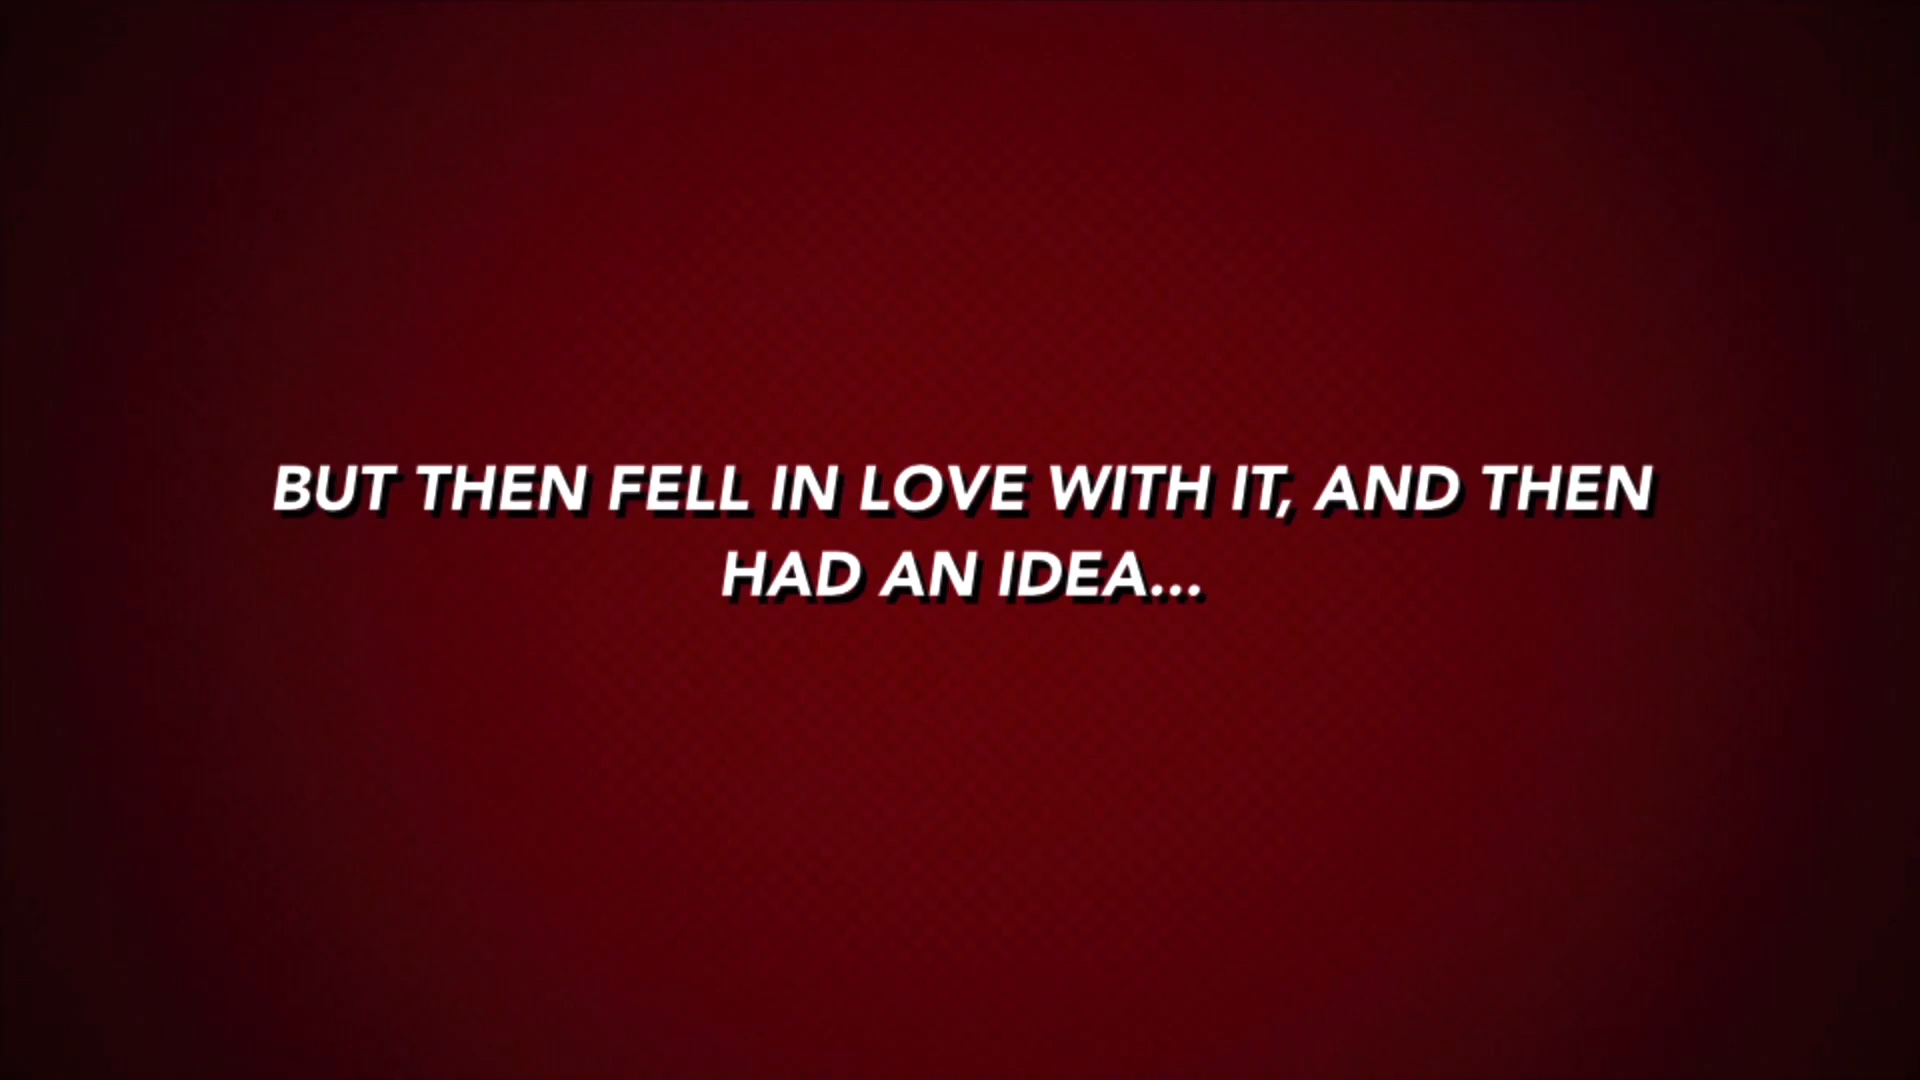 BUT THEN FELL IN LOVE WITH IT, AND THEN
HAD AN IDEA...